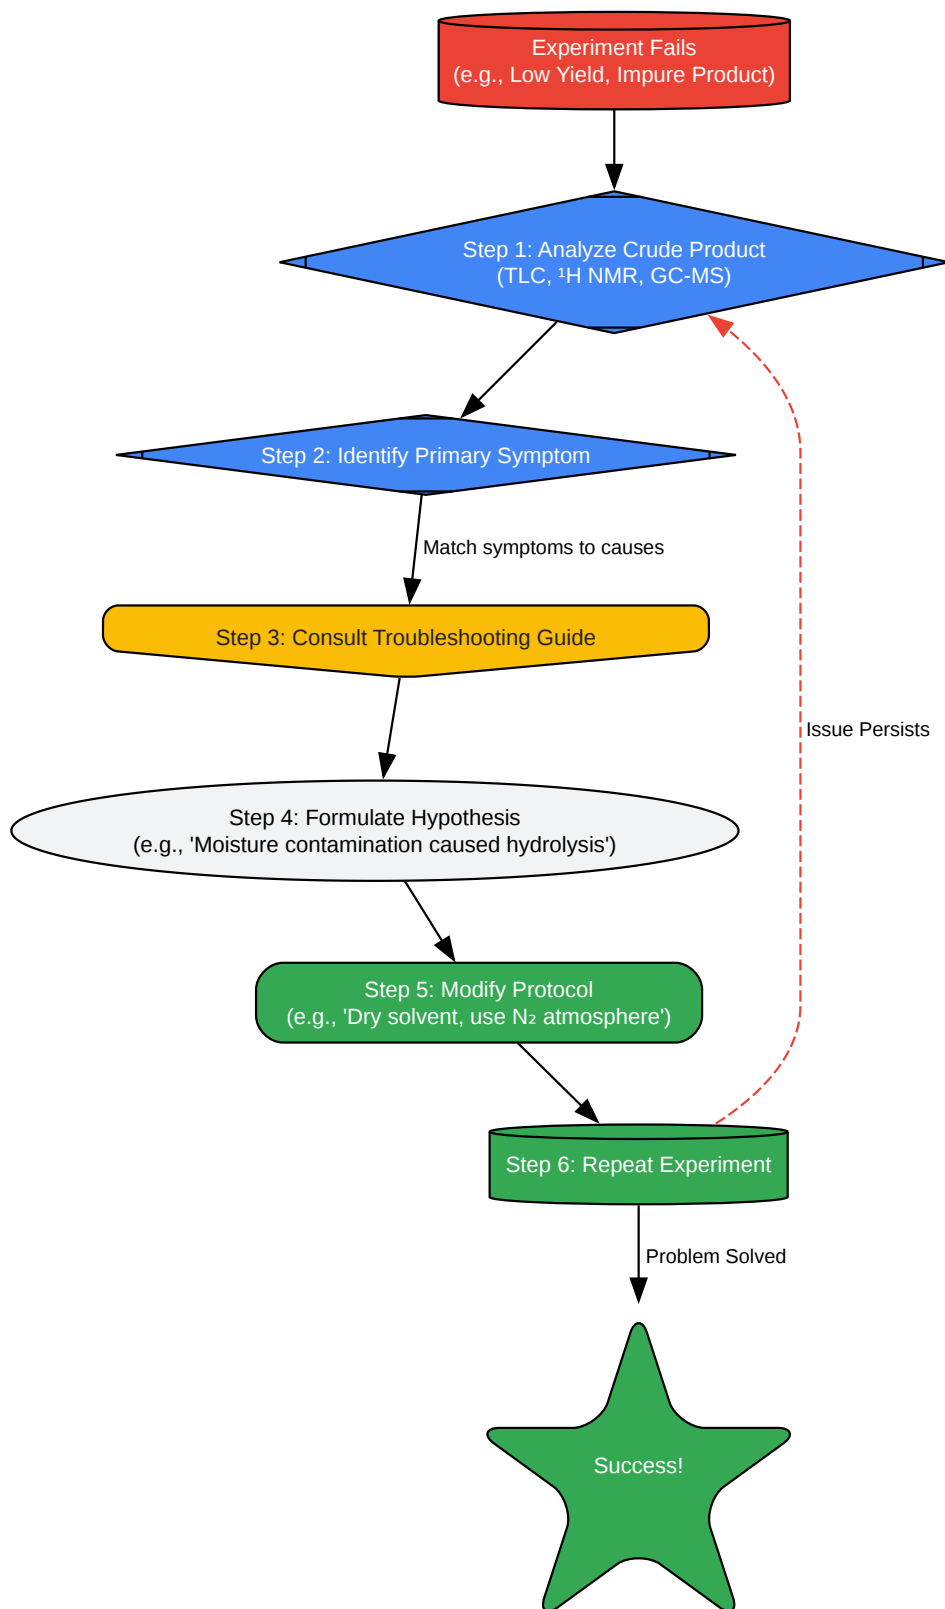 Experiment Fails
(e.g., Low Yield, Impure Product)
Step 1: Analyze Crude Product
(TLC, ¹H NMR, GC-MS)
Step 2: Identify Primary Symptom
Match symptoms to causes
Step 3: Consult Troubleshooting Guide
Issue Persists
Step 4: Formulate Hypothesis
(e.g., 'Moisture contamination caused hydrolysis')
Step 5: Modify Protocol
(e.g., 'Dry solvent, use N₂ atmosphere')
Step 6: Repeat Experiment
Problem Solved
Success!